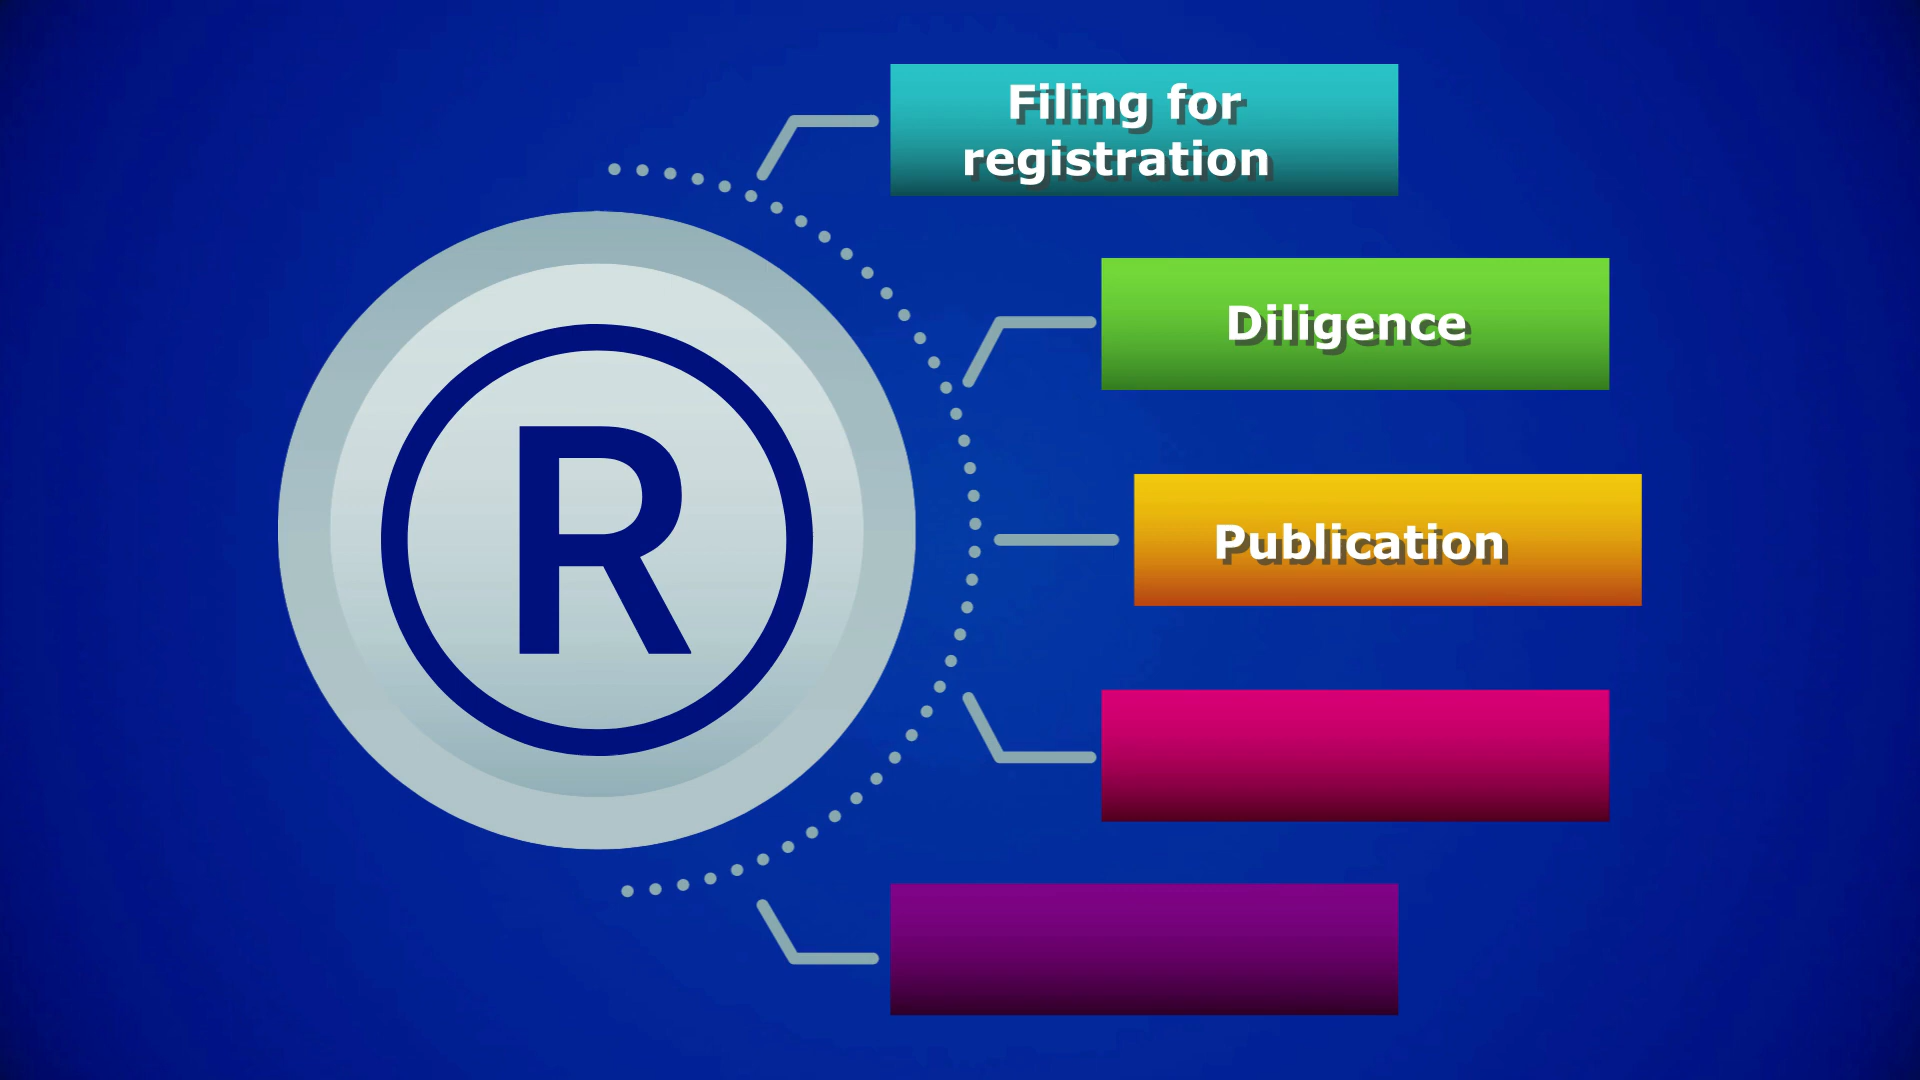 R
Filing for
registration
Diligence
Publication